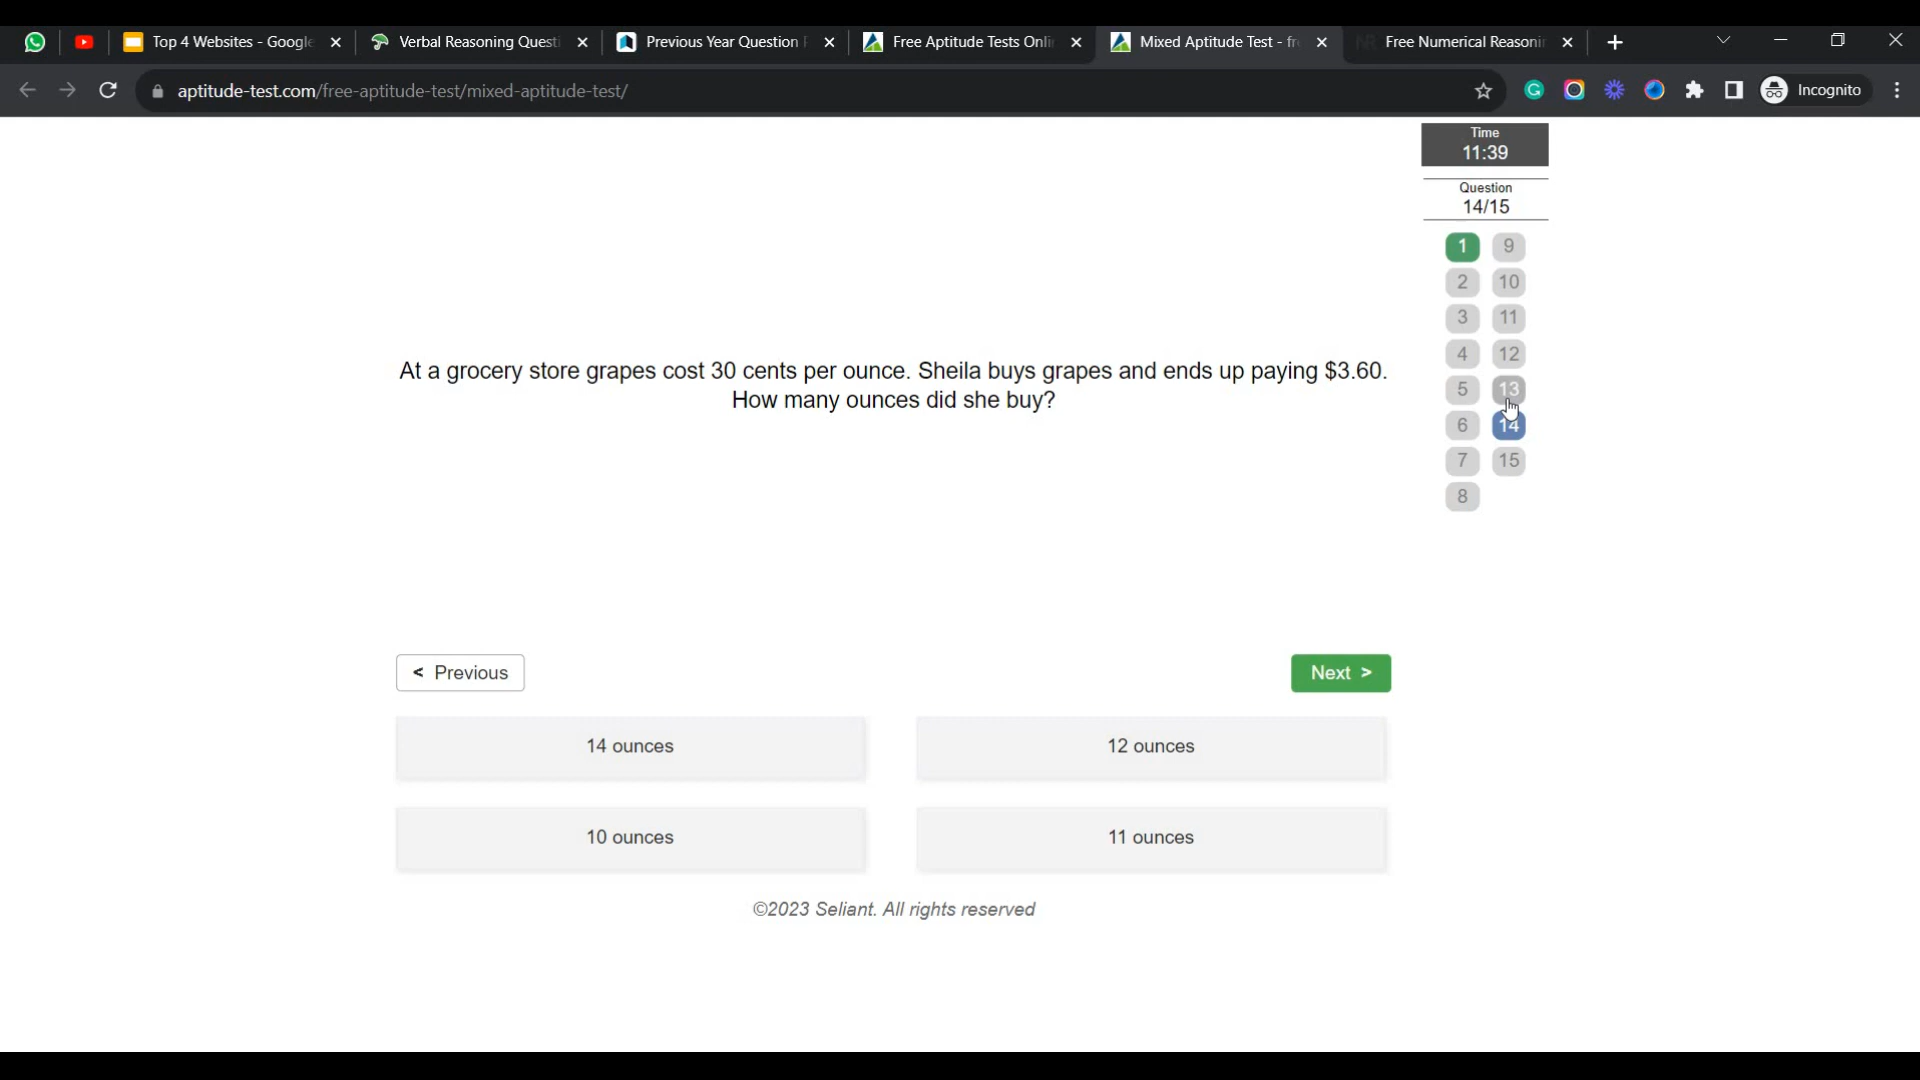 Top 4 Websites - Google
Verbal Reasoning Questi
Previous Year Question
Free Aptitude Tests Onli
Mixed Aptitude Test - fr
Free Numerical Reasonin
aptitude-test.com/free-aptitude-test/mixed-aptitude-test/
Incognito
Time
11:39
Question
14/15
1 9
2 10
3 11
4 12
5 13
6 14
7 15
8
At a grocery store grapes cost 30 cents per ounce. Sheila buys grapes and ends up paying $3.60.
How many ounces did she buy?
< Previous
Next >
14 ounces
12 ounces
10 ounces
11 ounces
©2023 Seliant. All rights reserved